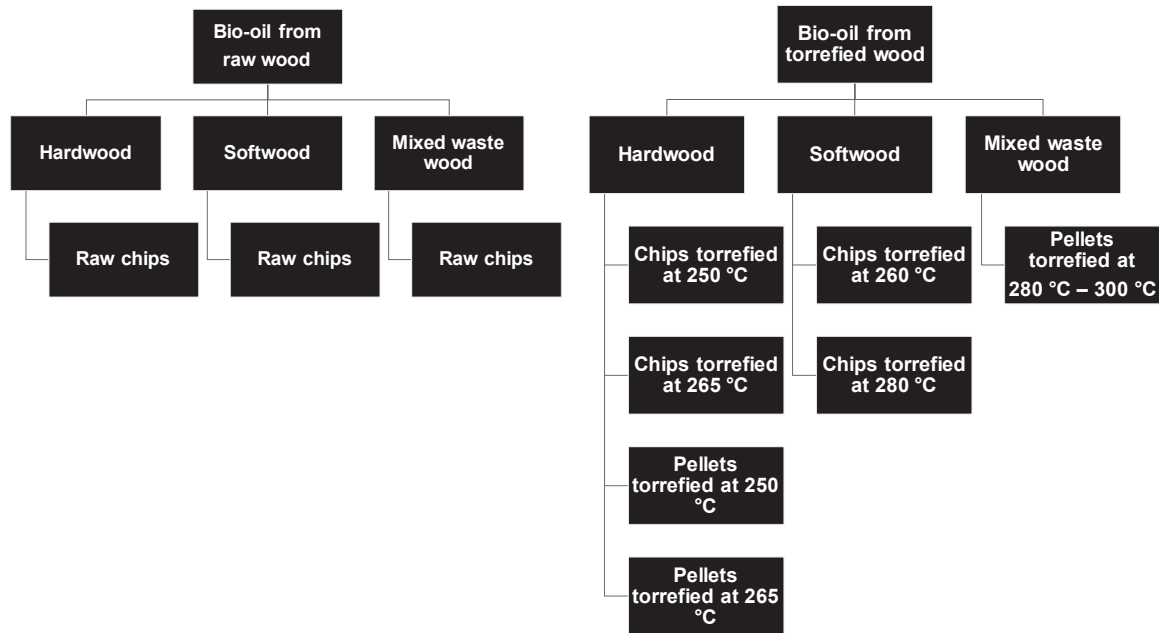 Bio-oil from
raw wood
Hardwood
Softwood
Mixed waste
wood
Raw chips
Raw chips
Raw chips
Bio-oil from
torrefied wood
Hardwood
Softwood
Mixed waste
wood
Chips torrefied
at 250 °C
Chips torrefied
at 260 °C
Pellets
torrefied at
280 °C – 300 °C
Chips torrefied
at 265 °C
Chips torrefied
at 280 °C
Pellets
torrefied at 250
°C
Pellets
torrefied at 265
°C